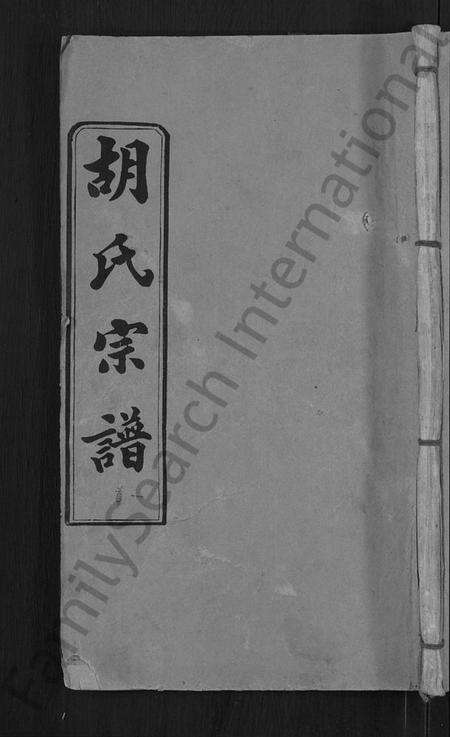 胡氏宗譜
FamilySearch International